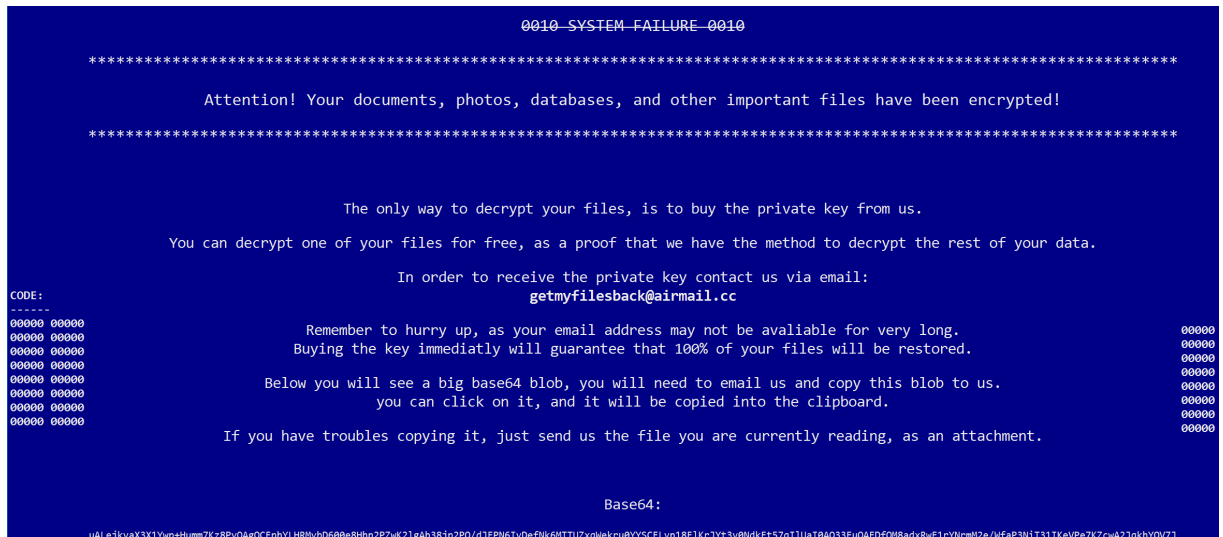 0010 SYSTEM FAILURE 0010
*********************************************************************************************************************
Attention! Your documents, photos, databases, and other important files have been encrypted!
*********************************************************************************************************************
The only way to decrypt your files, is to buy the private key from us.
You can decrypt one of your files for free, as a proof that we have the method to decrypt the rest of your data.
In order to receive the private key contact us via email:
getmyfilesback@airmail.cc
Remember to hurry up, as your email address may not be avaliable for very long.
Buying the key immediatly will guarantee that 100% of your files will be restored.
Below you will see a big base64 blob, you will need to email us and copy this blob to us.
you can click on it, and it will be copied into the clipboard.
If you have troubles copying it, just send us the file you are currently reading, as an attachment.
Base64:
CODE:
------
00000 00000
00000 00000
00000 00000
00000 00000
00000 00000
00000 00000
00000 00000
00000 00000
00000
00000
00000
00000
00000
00000
00000
00000